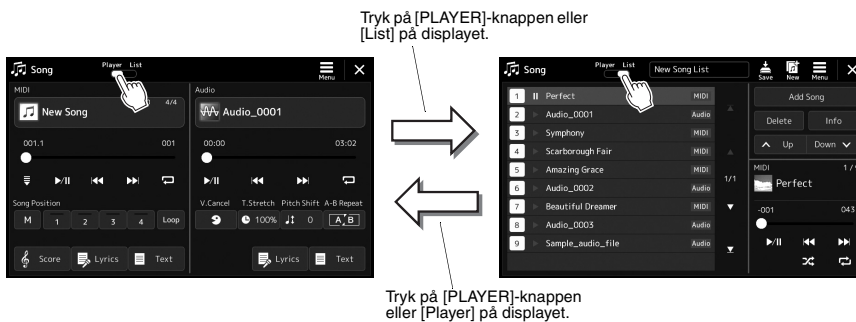 Tryk på [PLAYER]-knappen eller
[List] på displayet.
Song
Player List
Menu
MIDI
New Song
4/4
001.1
001
Song Position
M 1 2 3 4 Loop
Score
Lyrics
Text
Audio
Audio_0001
00:00
03:02
V.Cancel T.Stretch Pitch Shift A-B Repeat
100% 0 A B
Lyrics
Text
Song
Player List
New Song List
Save New Menu
1 Perfect MIDI
2 Audio_0001 Audio
3 Symphony MIDI
4 Scarborough Fair MIDI
5 Amazing Grace MIDI
6 Audio_0002 Audio
7 Beautiful Dreamer MIDI
8 Audio_0003 Audio
9 Sample_audio_file Audio
1/1
Add Song
Delete Info
Up Down
MIDI
Perfect
-001
043
Tryk på [PLAYER]-knappen
eller [Player] på displayet.